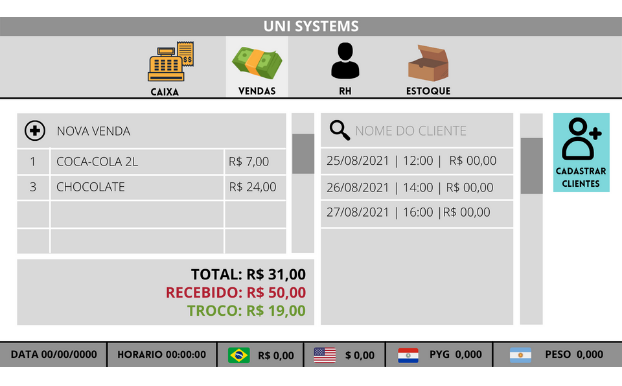 UNI SYSTEMS
$$
CAIXA VENDAS RH ESTOQUE
NOVA VENDA
1 COCA-COLA 2L R$ 7,00
3 CHOCOLATE R$ 24,00
TOTAL: R$ 31,00
RECEBIDO: R$ 50,00
TROCO: R$ 19,00
NOME DO CLIENTE
25/08/2021 | 12:00 | R$ 00,00
26/08/2021 | 14:00 | R$ 00,00
27/08/2021 | 16:00 |R$ 00,00
CADASTRAR
CLIENTES
DATA 00/00/0000 HORARIO 00:00:00 R$ 0,00 $ 0,00 PYG 0,000 PESO 0,000